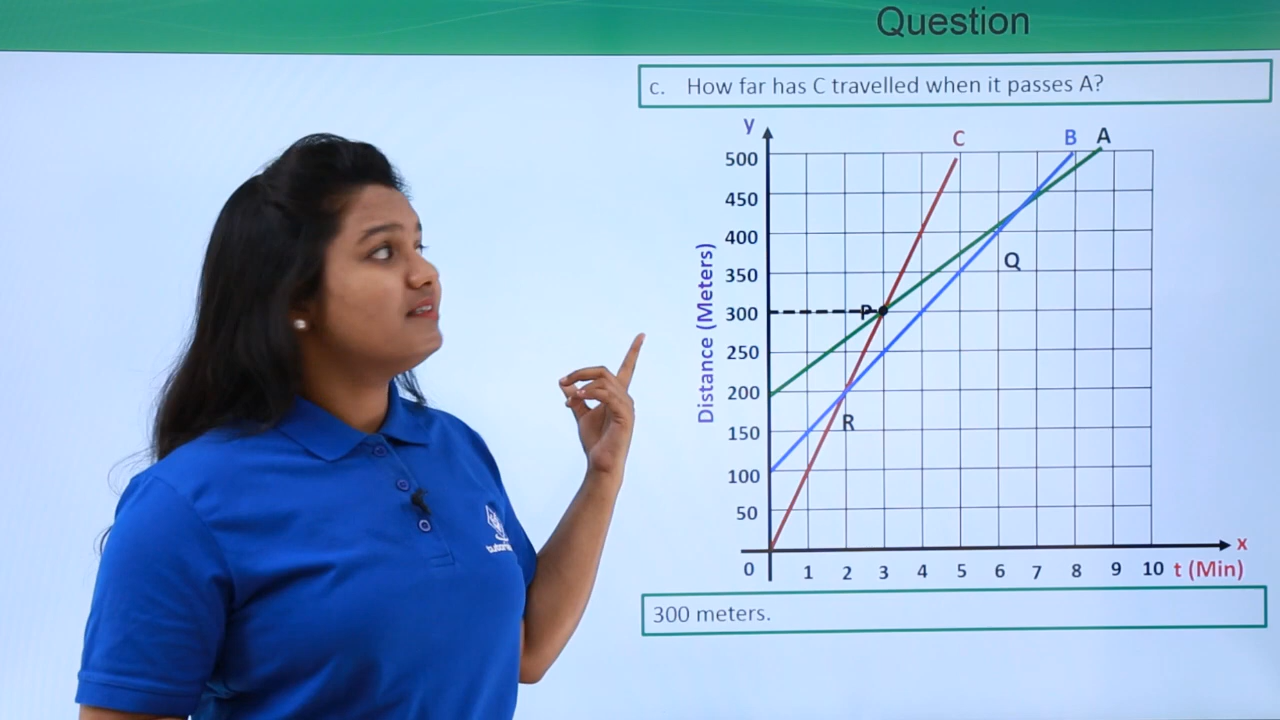 Question
c. How far has C travelled when it passes A?
y
C B A
500
450
400
350
300
250
200
150
100
50
0
Distance (Meters)
P
Q
R
1 2 3 4 5 6 7 8 9 10 t (Min)
x
300 meters.